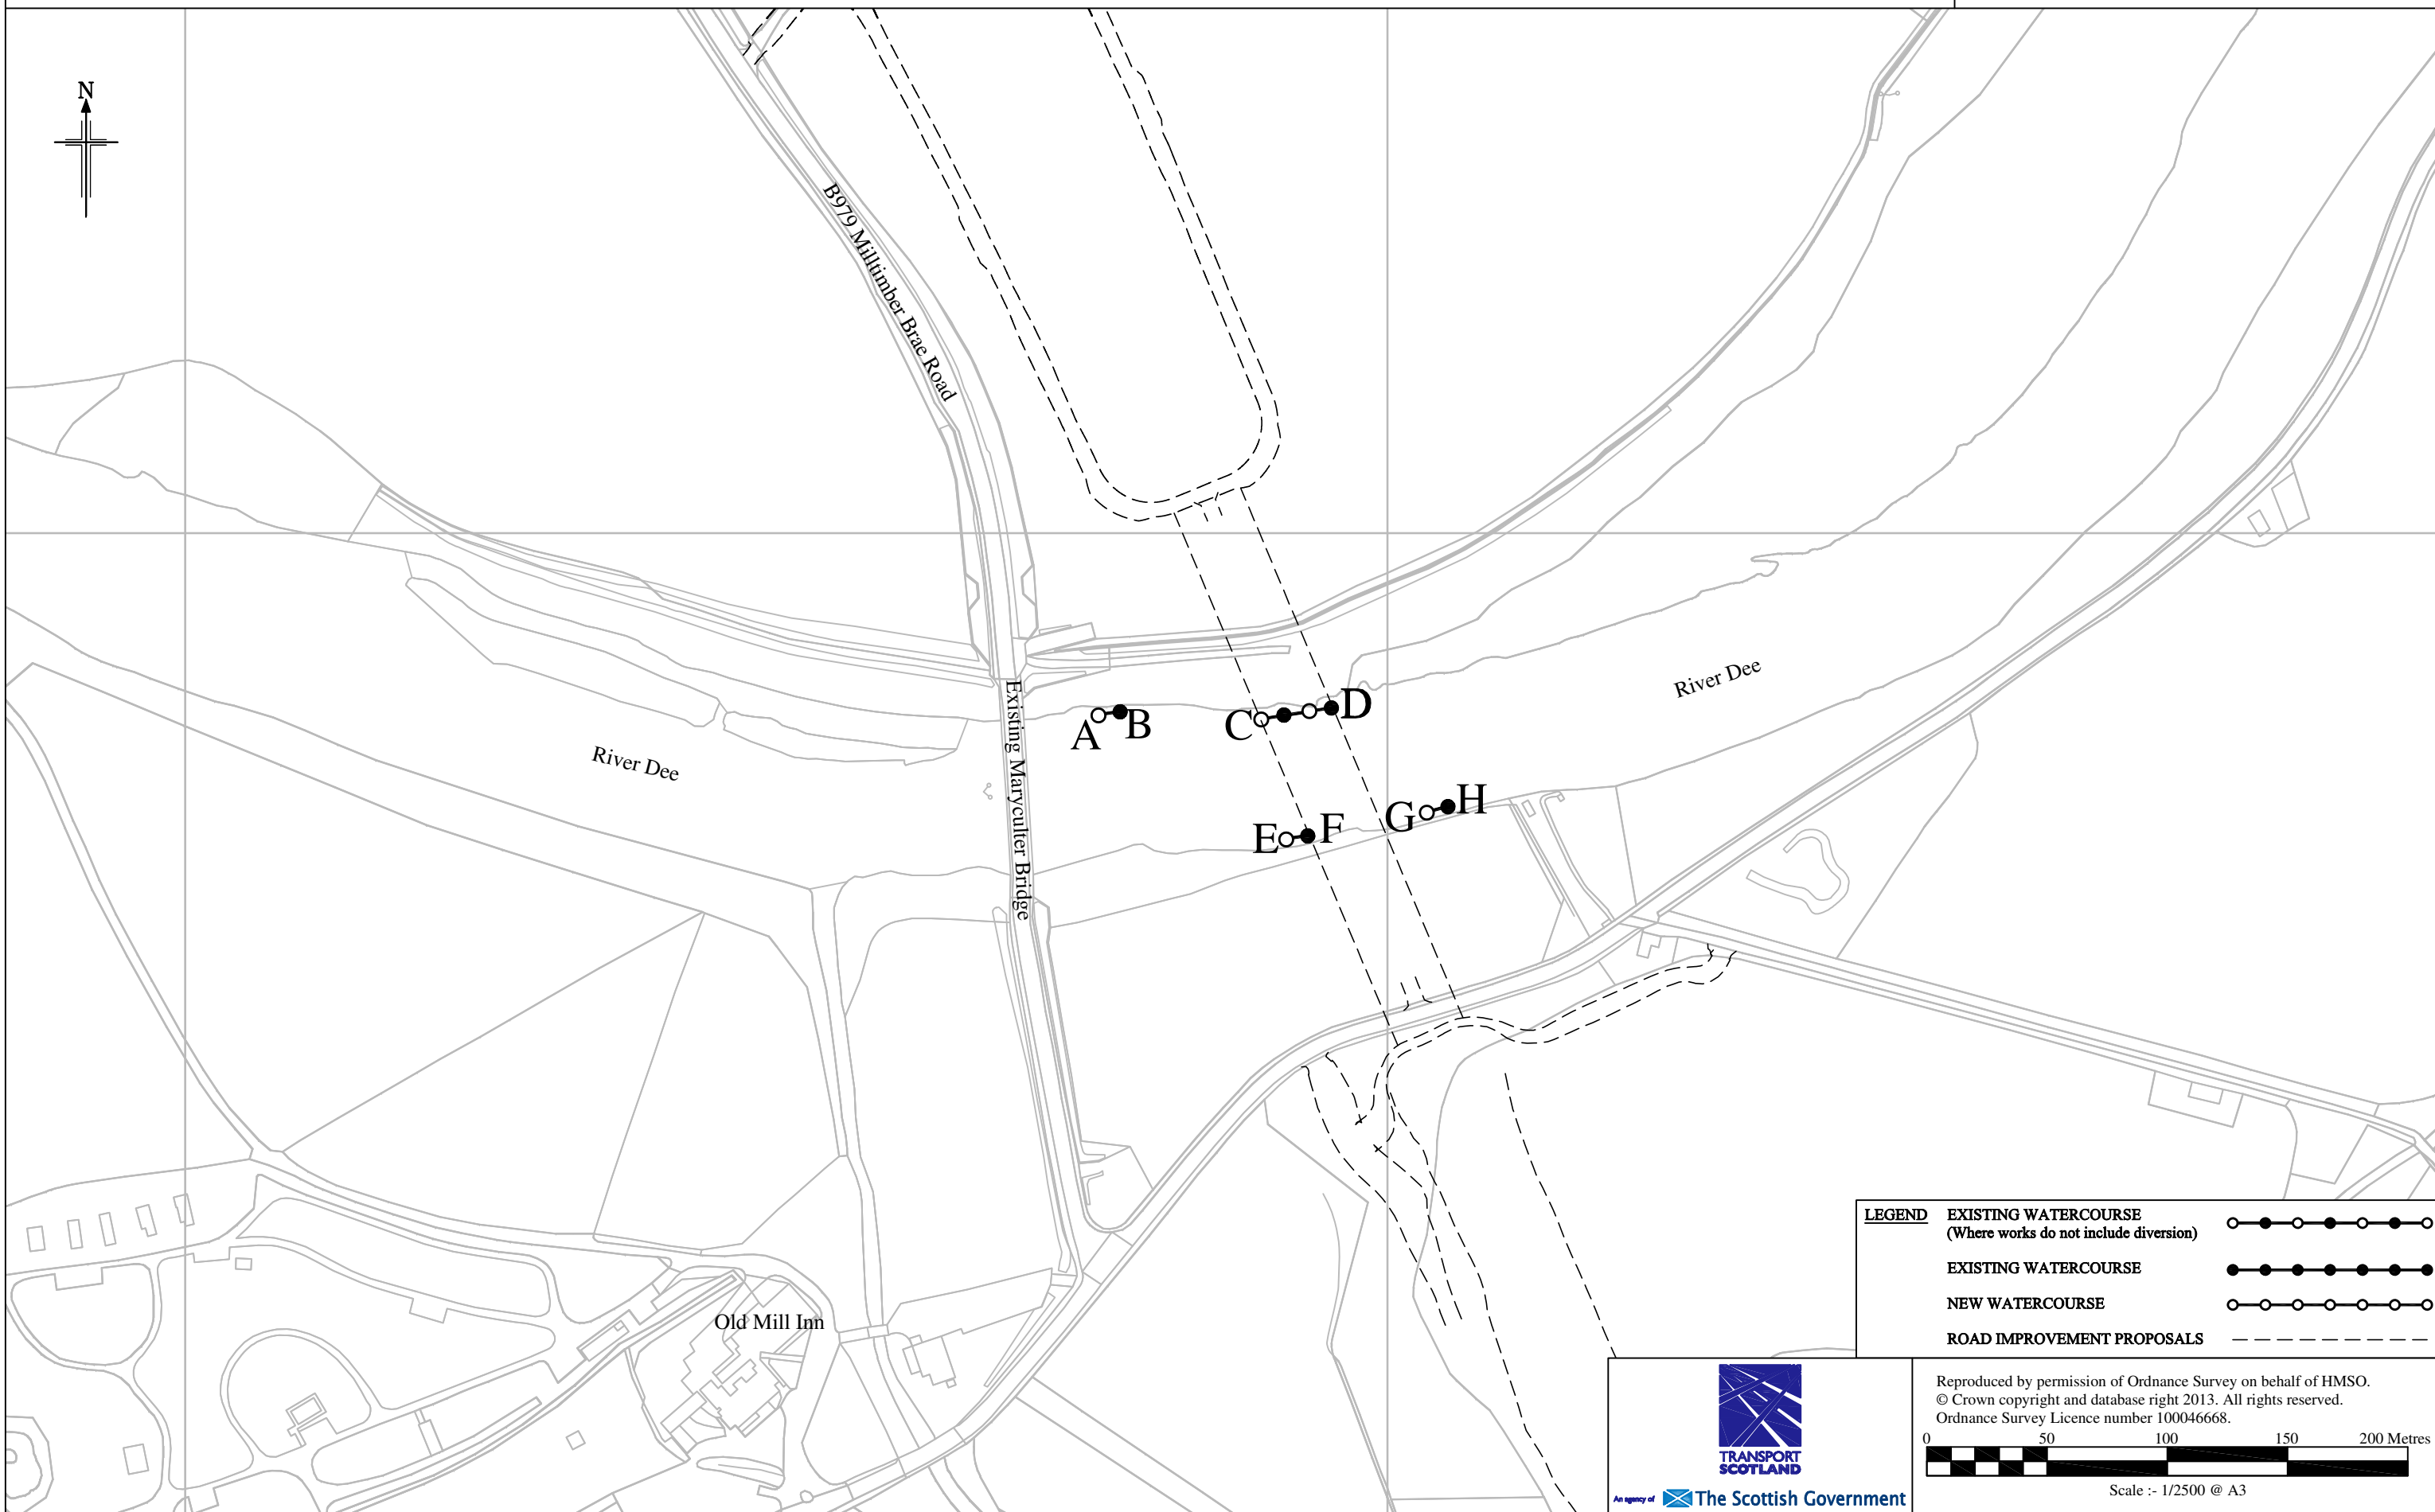 N
B979 Milltimber Brae Road
Existing Maryculter Bridge
River Dee
River Dee
A
B
C
D
E
F
G
H
Old Mill Inn
LEGEND
EXISTING WATERCOURSE
(Where works do not include diversion)
EXISTING WATERCOURSE
NEW WATERCOURSE
ROAD IMPROVEMENT PROPOSALS
TRANSPORT
SCOTLAND
An agency of The Scottish Government
Reproduced by permission of Ordnance Survey on behalf of HMSO.
© Crown copyright and database right 2013. All rights reserved.
Ordnance Survey Licence number 100046668.
0 50 100 150 200 Metres
Scale :- 1/2500 @ A3